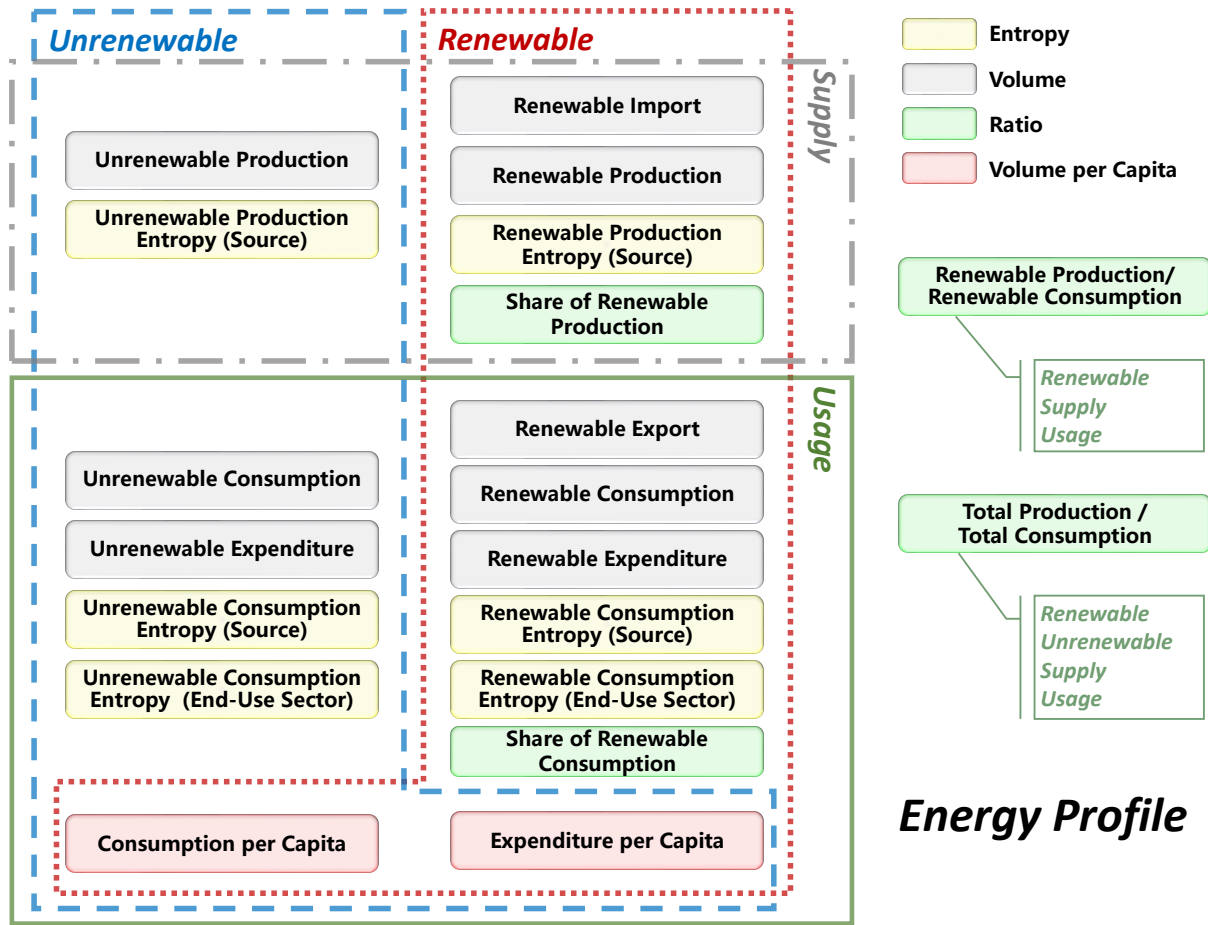 Unrenewable
Renewable
Supply
Renewable Import
Unrenewable Production
Renewable Production
Unrenewable Production
Entropy (Source)
Renewable Production
Entropy (Source)
Share of Renewable
Production
Usage
Renewable Export
Unrenewable Consumption
Renewable Consumption
Unrenewable Expenditure
Renewable Expenditure
Unrenewable Consumption
Entropy (Source)
Renewable Consumption
Entropy (Source)
Unrenewable Consumption
Entropy (End-Use Sector)
Renewable Consumption
Entropy (End-Use Sector)
Share of Renewable
Consumption
Consumption per Capita
Expenditure per Capita
Entropy
Volume
Ratio
Volume per Capita
Renewable Production/
Renewable Consumption
Renewable
Supply
Usage
Total Production /
Total Consumption
Renewable
Unrenewable
Supply
Usage
Energy Profile